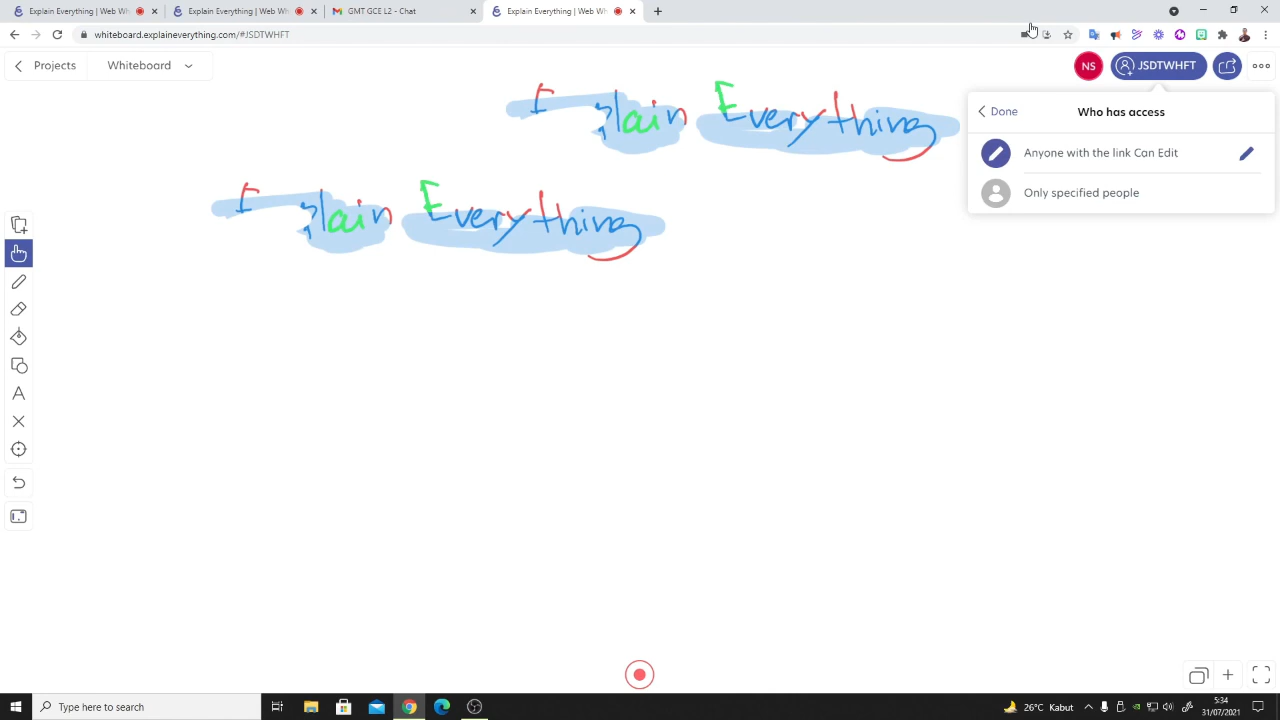 Explain Everything | Web Wh
Explain Everything | Web Wh
GMT GCE L2 - Chat
Explain Everything | Web Wh
whiteboard.explaineverything.com/#JSDTWHFT
Projects
Whiteboard
NS
JSDTWHFT
Done
Who has access
Anyone with the link Can Edit
Only specified people
plain Everything
plain Everything
A
Type here to search
26°C Kabut
5:34
31/07/2021